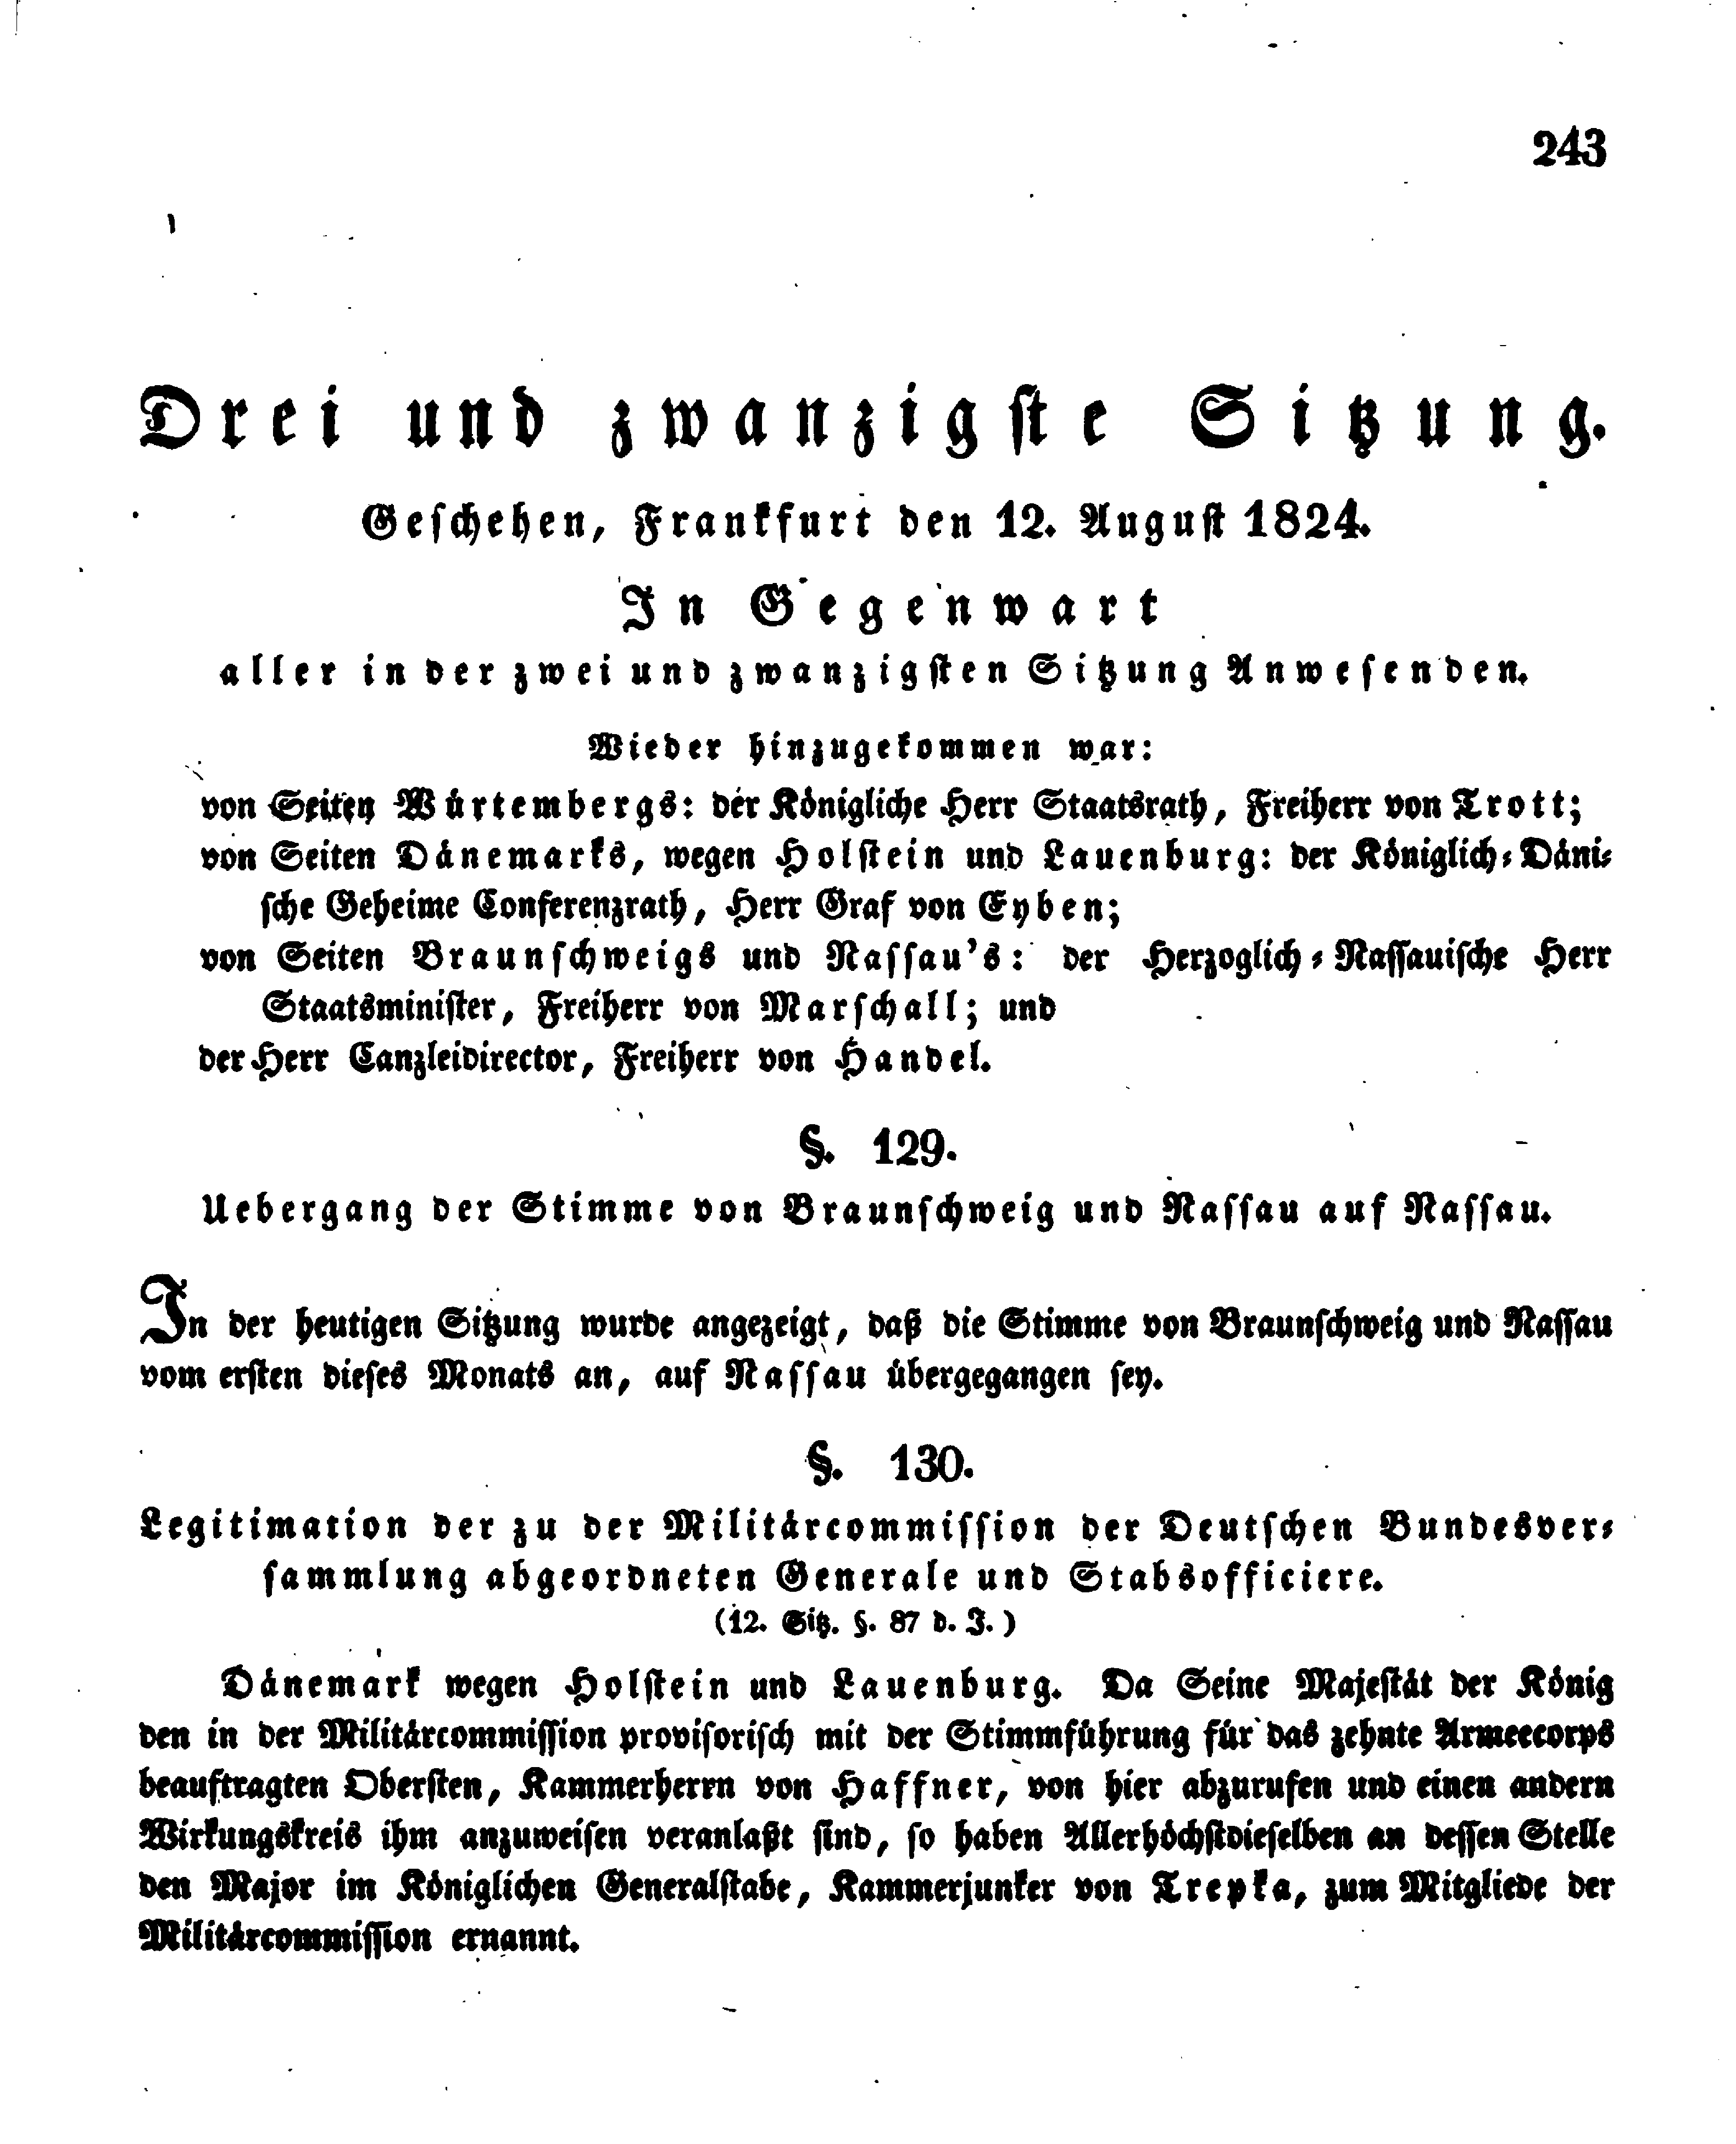 243
Drei und zwanzigste Sitzung.
Geschehen, Frankfurt den 12. August 1824.
In Gegenwart
aller in der zwei und zwanzigsten Sitzung Anwesenden.
Wieder hinzugekommen war:
von Seiten Würtembergs: der Königliche Herr Staatsrath, Freiherr von Trott;
von Seiten Dänemarks, wegen Holstein und Lauenburg: der Königlich-Däni-
sche Geheime Conferenzrath, Herr Graf von Eyben;
von Seiten Braunschweigs und Nassau's: der Herzoglich-Nassauische Herr
Staatsminister, Freiherr von Marschall; und
der Herr Canzleidirector, Freiherr von Handel.
§. 129.
Uebergang der Stimme von Braunschweig und Nassau auf Nassau.
In der heutigen Sitzung wurde angezeigt, daß die Stimme von Braunschweig und Nassau
vom ersten dieses Monats an, auf Nassau übergegangen sey.
§. 130.
Legitimation der zu der Militärcommission der Deutschen Bundesver-
sammlung abgeordneten Generale und Stabsofficiere.
(12. Sitz. §. 87 d. J.)
Dänemark wegen Holstein und Lauenburg. Da Seine Majestät der König
den in der Militärcommission provisorisch mit der Stimmführung für das zehnte Armeecorps
beauftragten Obersten, Kammerherrn von Haffner, von hier abzurufen und einen andern
Wirkungskreis ihm anzuweisen veranlaßt sind, so haben Allerhöchstdieselben an dessen Stelle
den Major im Königlichen Generalstabe, Kammerjunker von Trepka, zum Mitgliede der
Militärcommission ernannt.